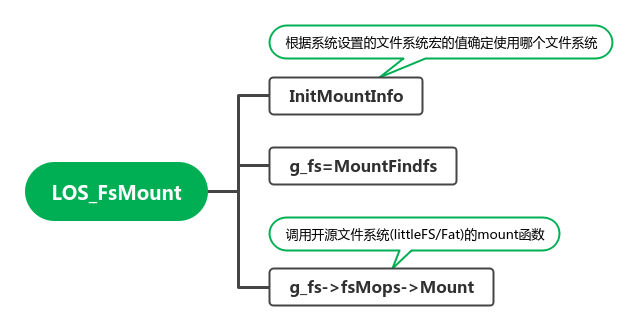 根据系统设置的文件系统宏的值确定使用哪个文件系统
InitMountInfo
g_fs=MountFindfs
LOS_FsMount
调用开源文件系统(littleFS/Fat)的mount函数
g_fs->fsMops->Mount